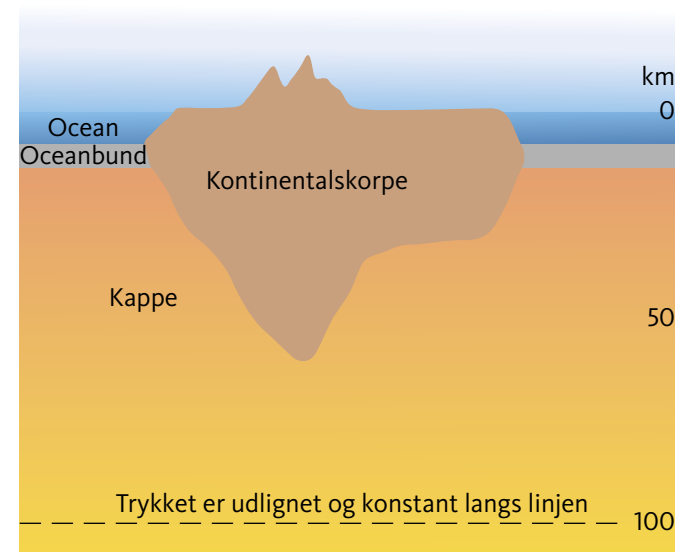 km
0
Ocean
Oceanbund
Kontinentalskorpe
Kappe
50
Trykket er udlignet og konstant langs linjen
100